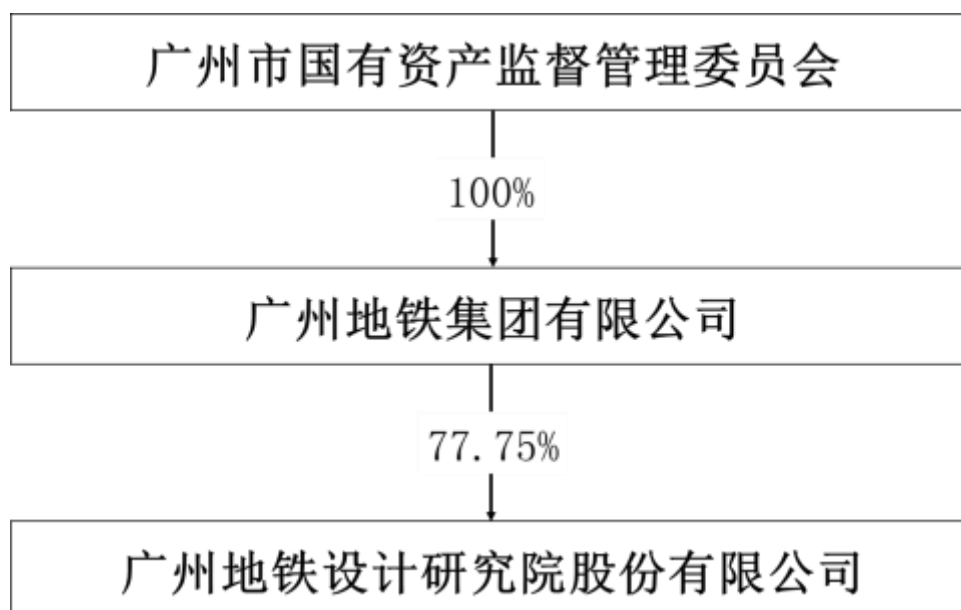 广州市国有资产监督管理委员会
100%
广州地铁集团有限公司
77.75%
广州地铁设计研究院股份有限公司